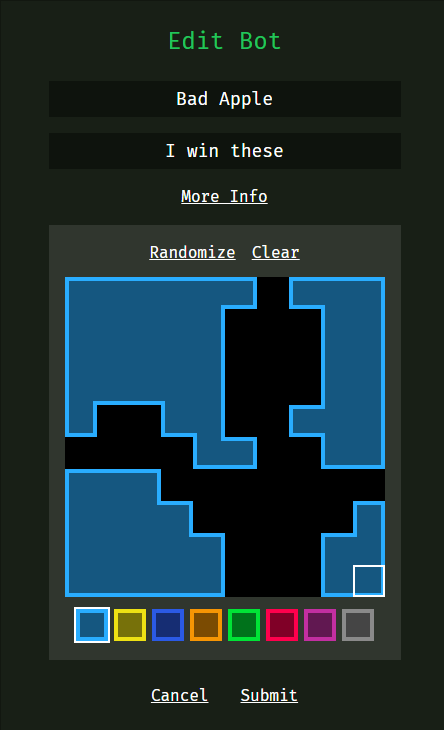 Edit Bot
Bad Apple
I win these
More Info
Randomize Clear
Cancel Submit